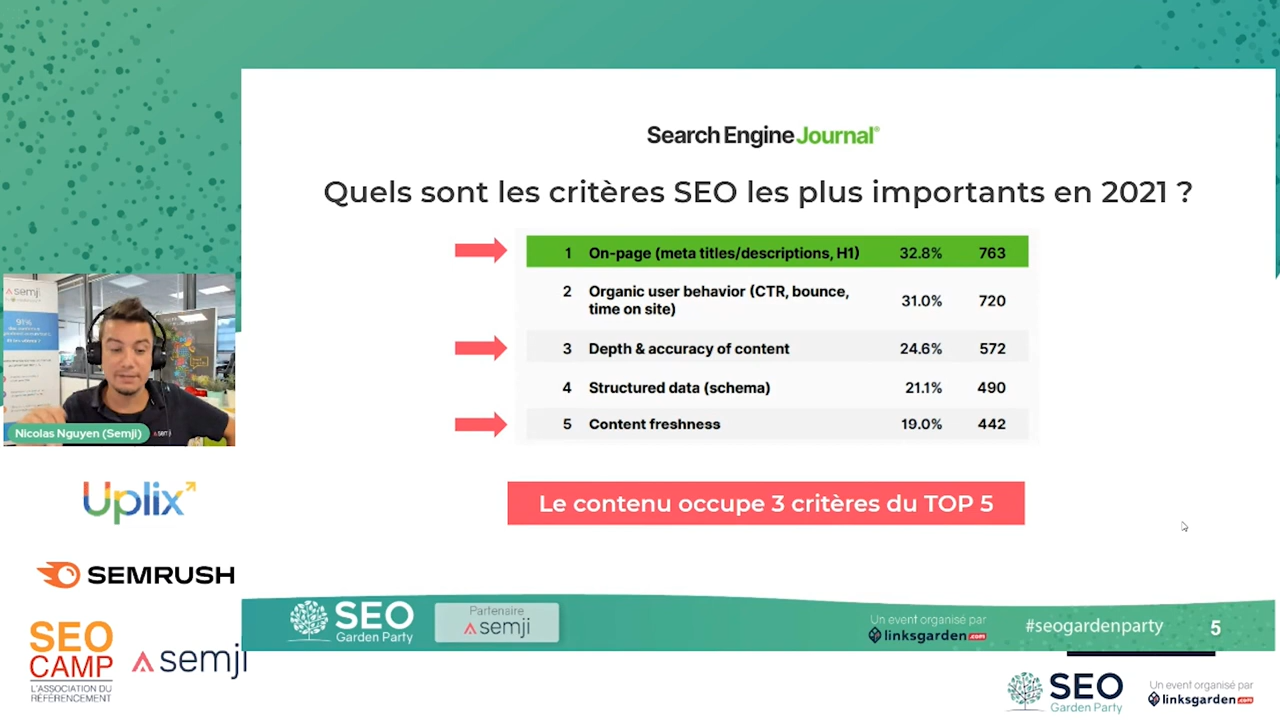 Search Engine Journal
Quels sont les critères SEO les plus importants en 2021 ?
1 On-page (meta titles/descriptions, H1) 32.8% 763
2 Organic user behavior (CTR, bounce, time on site) 31.0% 720
3 Depth & accuracy of content 24.6% 572
4 Structured data (schema) 21.1% 490
5 Content freshness 19.0% 442
Le contenu occupe 3 critères du TOP 5
semji
91%
Nicolas Nguyen (Semji)
Uplix
SEMRUSH
SEO
CAMP
L'ASSOCIATION DU
RÉFÉRENCEMENT
semji
SEO
Garden Party
Partenaire
semji
Un event organisé par
linksgarden.com
#seogardenparty
5
SEO
Garden Party
Un event organisé par
linksgarden.com